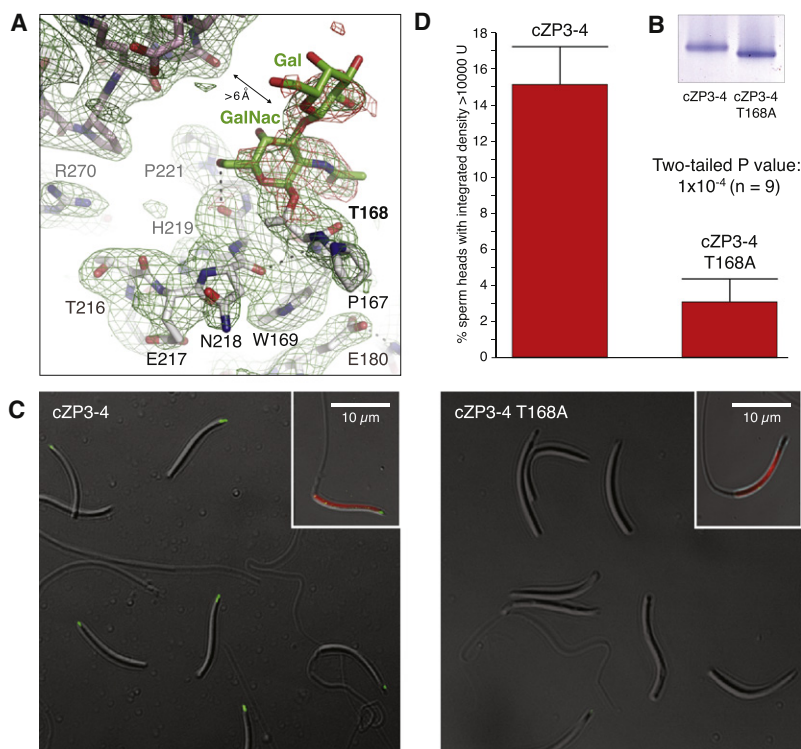 A
Gal
>6Å
GalNac
R270
P221
T168
H219
T216
P167
N218
W169
E217
E180
D
% sperm heads with integrated density >10000 U
18
16
14
12
10
8
6
4
2
0
cZP3-4
cZP3-4
T168A
Two-tailed P value:
1x10⁻⁴ (n = 9)
B
cZP3-4
cZP3-4
T168A
C
cZP3-4
10 µm
cZP3-4 T168A
10 µm